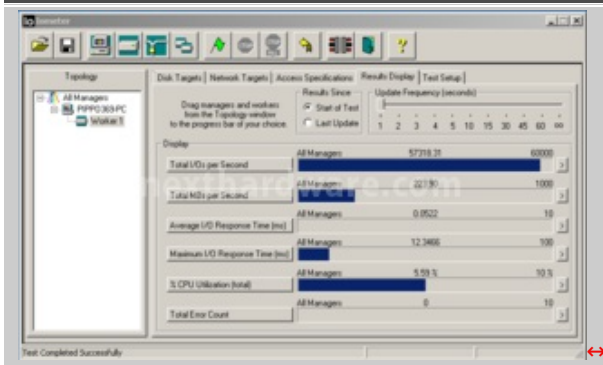 Iometer
Topology
All Managers
PIPPO369-PC
Worker 1
Disk Targets Network Targets Access Specifications Results Display Test Setup
Drag managers and workers
from the Topology window
to the progress bar of your choice.
Results Since
Start of Test
Last Update
Update Frequency (seconds)
1 2 3 4 5 10 15 30 45 60 ∞
Display
All Managers 57318.31 60000
Total I/Os per Second
All Managers 227.90 1000
Total MBs per Second
All Managers 0.0522 10
Average I/O Response Time (ms)
All Managers 12.3466 100
Maximum I/O Response Time (ms)
All Managers 5.59 % 10 %
% CPU Utilization (total)
All Managers 0 10
Total Error Count
Test Completed Successfully